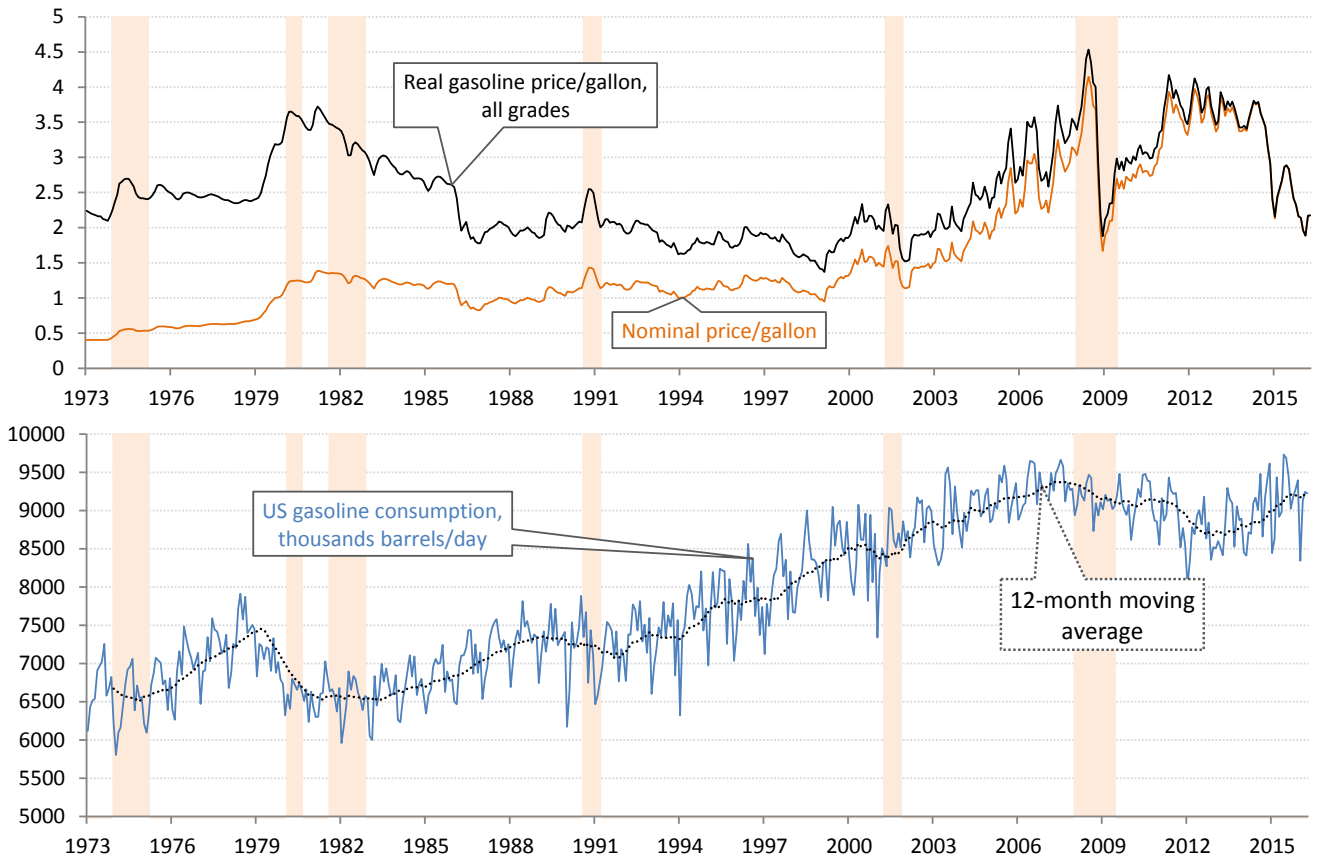 5
4.5
4
3.5
3
2.5
2
1.5
1
0.5
0
Real gasoline price/gallon,
all grades
Nominal price/gallon
1973 1976 1979 1982 1985 1988 1991 1994 1997 2000 2003 2006 2009 2012 2015
10000
9500
9000
8500
8000
7500
7000
6500
6000
5500
5000
US gasoline consumption,
thousands barrels/day
12-month moving
average
1973 1976 1979 1982 1985 1988 1991 1994 1997 2000 2003 2006 2009 2012 2015